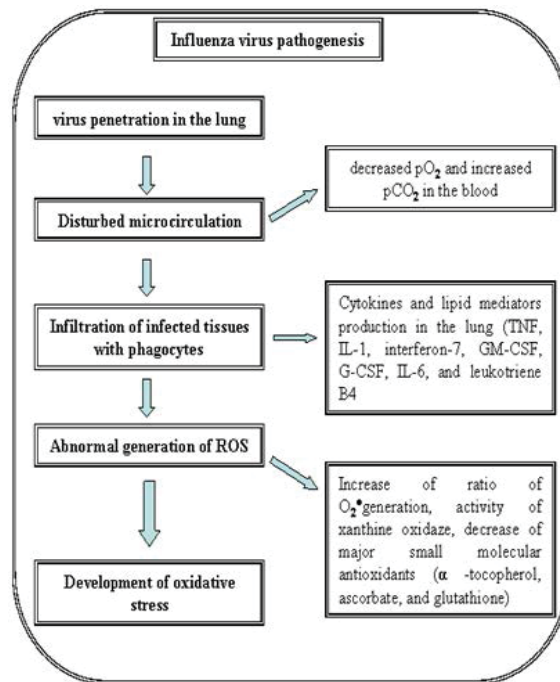 Influenza virus pathogenesis
virus penetration in the lung
decreased pO2 and increased
pCO2 in the blood
Disturbed microcirculation
Infiltration of infected tissues
with phagocytes
Cytokines and lipid mediators
production in the lung (TNF,
IL-1, interferon-7, GM-CSF,
G-CSF, IL-6, and leukotriene
B4
Abnormal generation of ROS
Increase of ratio of
O2•generation, activity of
xanthine oxidaze, decrease of
major small molecular
antioxidants (α -tocopherol,
ascorbate, and glutathione)
Development of oxidative
stress